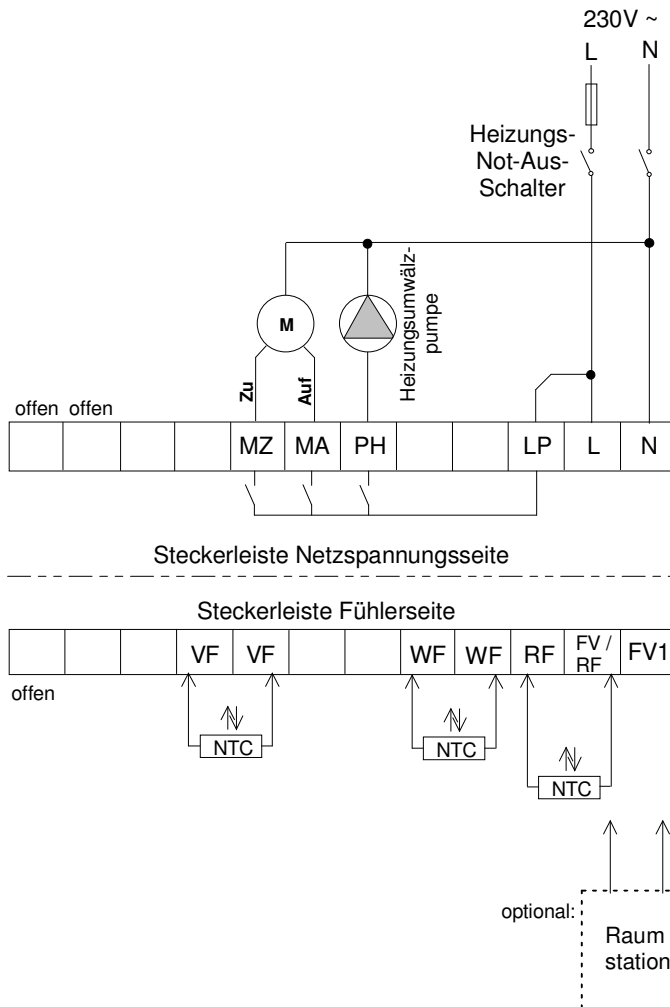 230V ~
L N
Heizungs-
Not-Aus-
Schalter
Heizungsumwälz-
pumpe
M
Zu Auf
offen offen
MZ MA PH LP L N
Steckerleiste Netzspannungsseite
Steckerleiste Fühlerseite
VF VF WF WF RF FV / FV1
RF
offen
NTC NTC
NTC
optional:
Raum
station